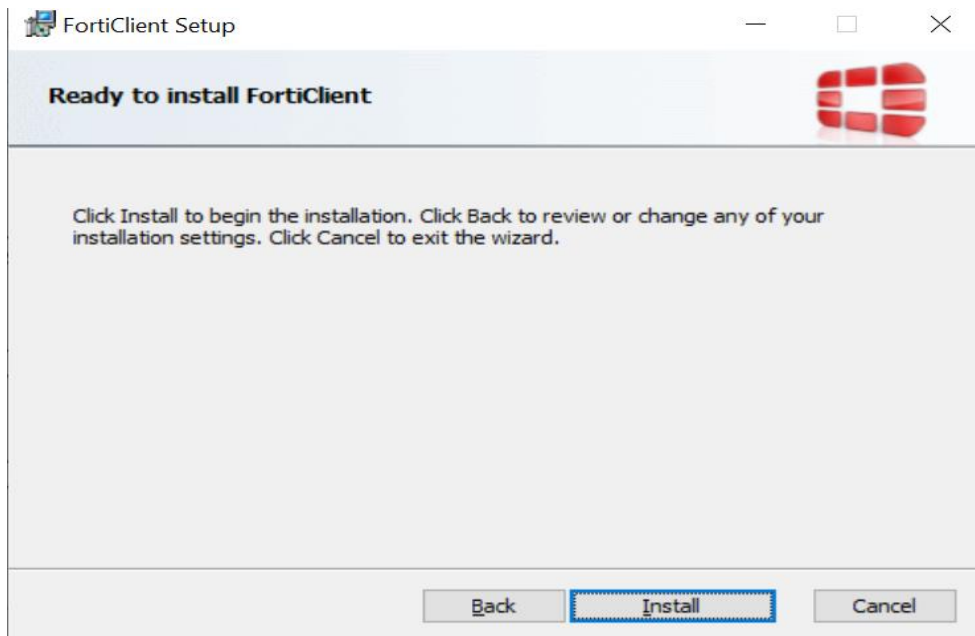 FortiClient Setup
Ready to install FortiClient
Click Install to begin the installation. Click Back to review or change any of your
installation settings. Click Cancel to exit the wizard.
Back
Install
Cancel